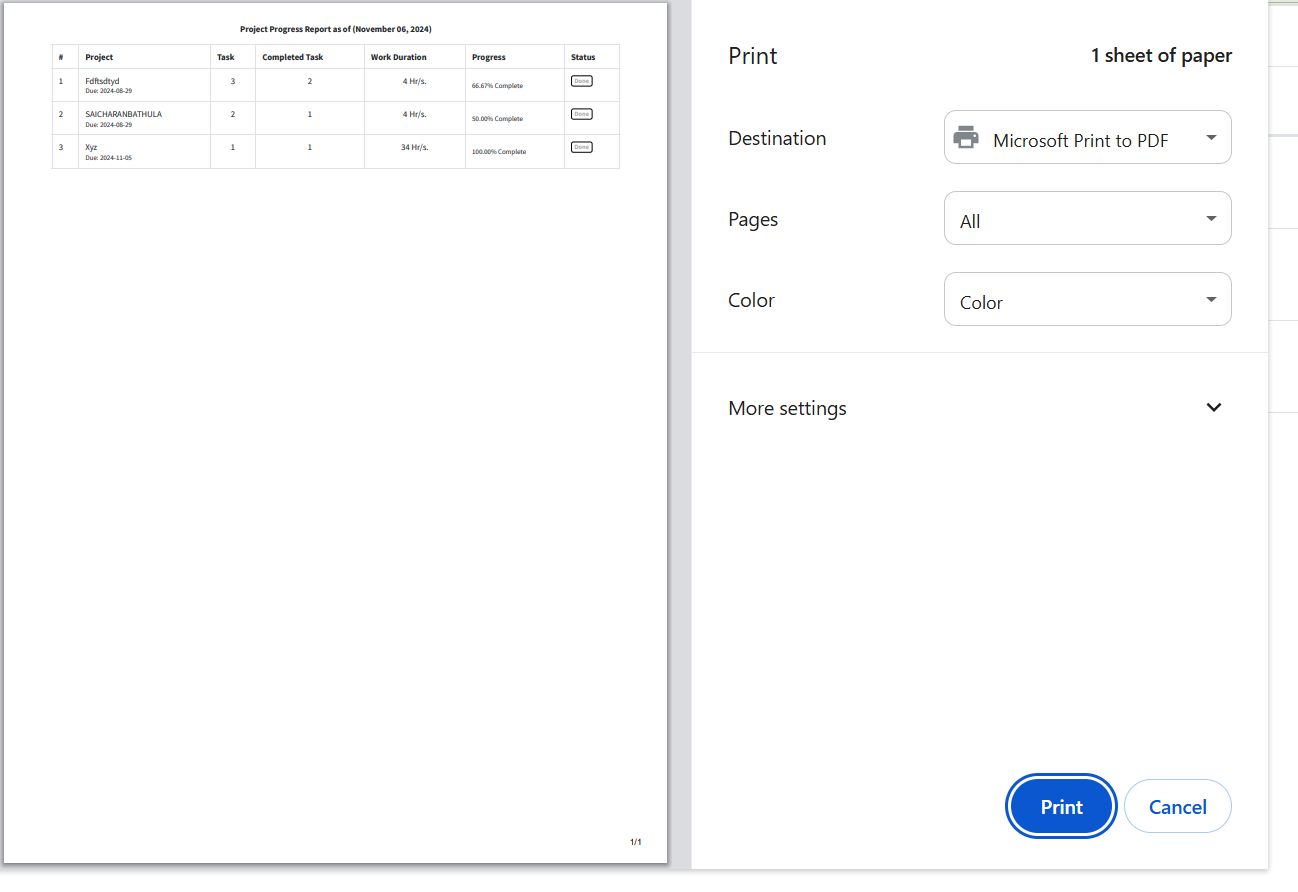 Project Progress Report as of (November 06, 2024)
# Project Task Completed Task Work Duration Progress Status
1 Fdftsdtyd 3 2 4 Hr/s. 66.67% Complete Done
Due: 2024-08-29
2 SAICHARANBATHULA 2 1 4 Hr/s. 50.00% Complete Done
Due: 2024-08-29
3 Xyz 1 1 34 Hr/s. 100.00% Complete Done
Due: 2024-11-05
1/1
Print 1 sheet of paper
Destination Microsoft Print to PDF
Pages All
Color Color
More settings
Print Cancel